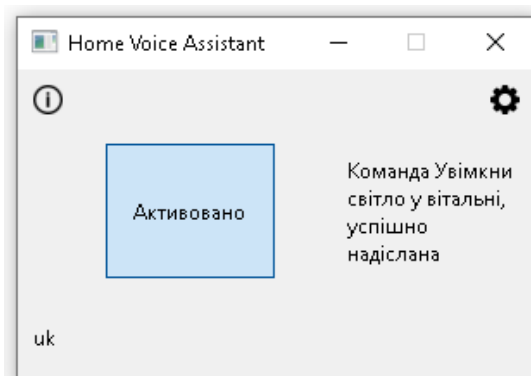 Home Voice Assistant
Активовано
Команда Увімкни
світло у вітальні,
успішно
надіслана
uk